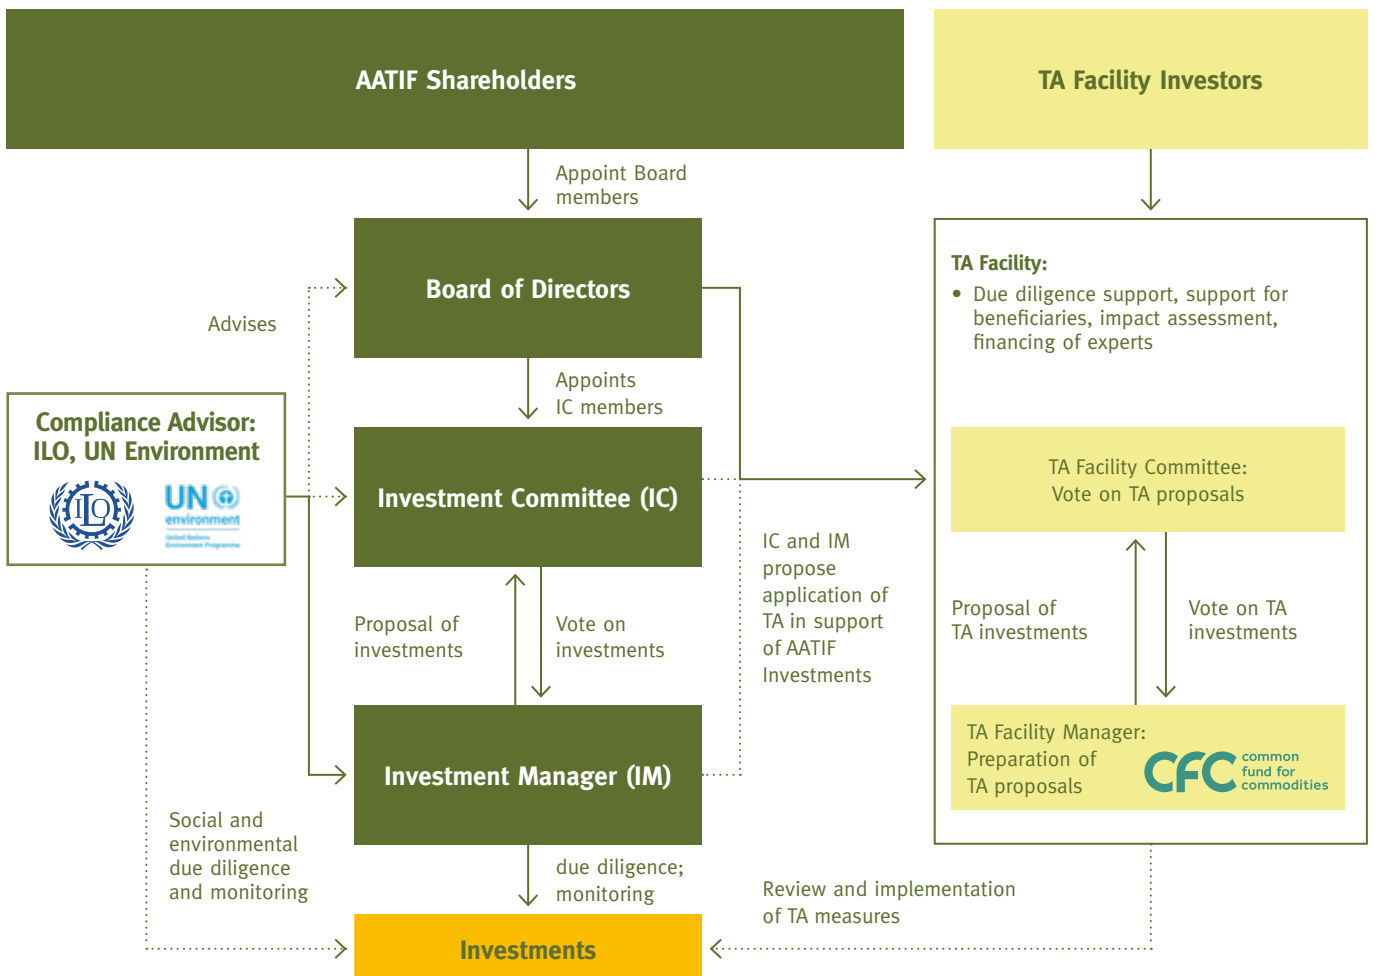 AATIF Shareholders
TA Facility Investors
Appoint Board
members
Board of Directors
TA Facility:
• Due diligence support, support for
beneficiaries, impact assessment,
financing of experts
Advises
Appoints
IC members
Compliance Advisor:
ILO, UN Environment
ILO
UN
environment
United Nations
Environment Programme
Investment Committee (IC)
TA Facility Committee:
Vote on TA proposals
IC and IM
propose
application of
TA in support
of AATIF
Investments
Proposal of
investments
Vote on
investments
Proposal of
TA investments
Vote on TA
investments
Investment Manager (IM)
TA Facility Manager:
Preparation of
TA proposals
CFC
common
fund for
commodities
Social and
environmental
due diligence
and monitoring
due diligence;
monitoring
Review and implementation
of TA measures
Investments